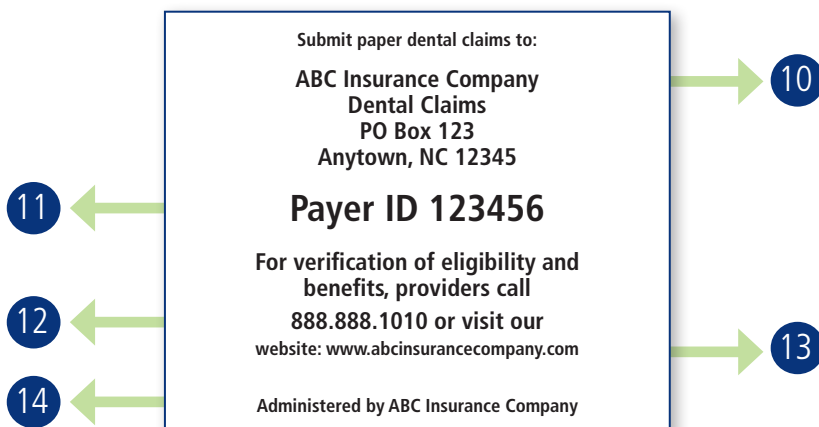 Submit paper dental claims to:
ABC Insurance Company
Dental Claims
PO Box 123
Anytown, NC 12345
10
11
Payer ID 123456
For verification of eligibility and
benefits, providers call
12
888.888.1010 or visit our
website: www.abcinsurancecompany.com
13
14
Administered by ABC Insurance Company